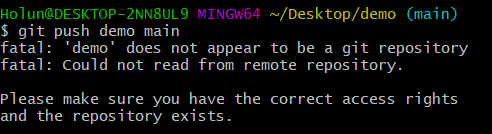 Holun@DESKTOP-2NN8UL9 MINGW64 ~/Desktop/demo (main)
$ git push demo main
fatal: 'demo' does not appear to be a git repository
fatal: Could not read from remote repository.

Please make sure you have the correct access rights
and the repository exists.